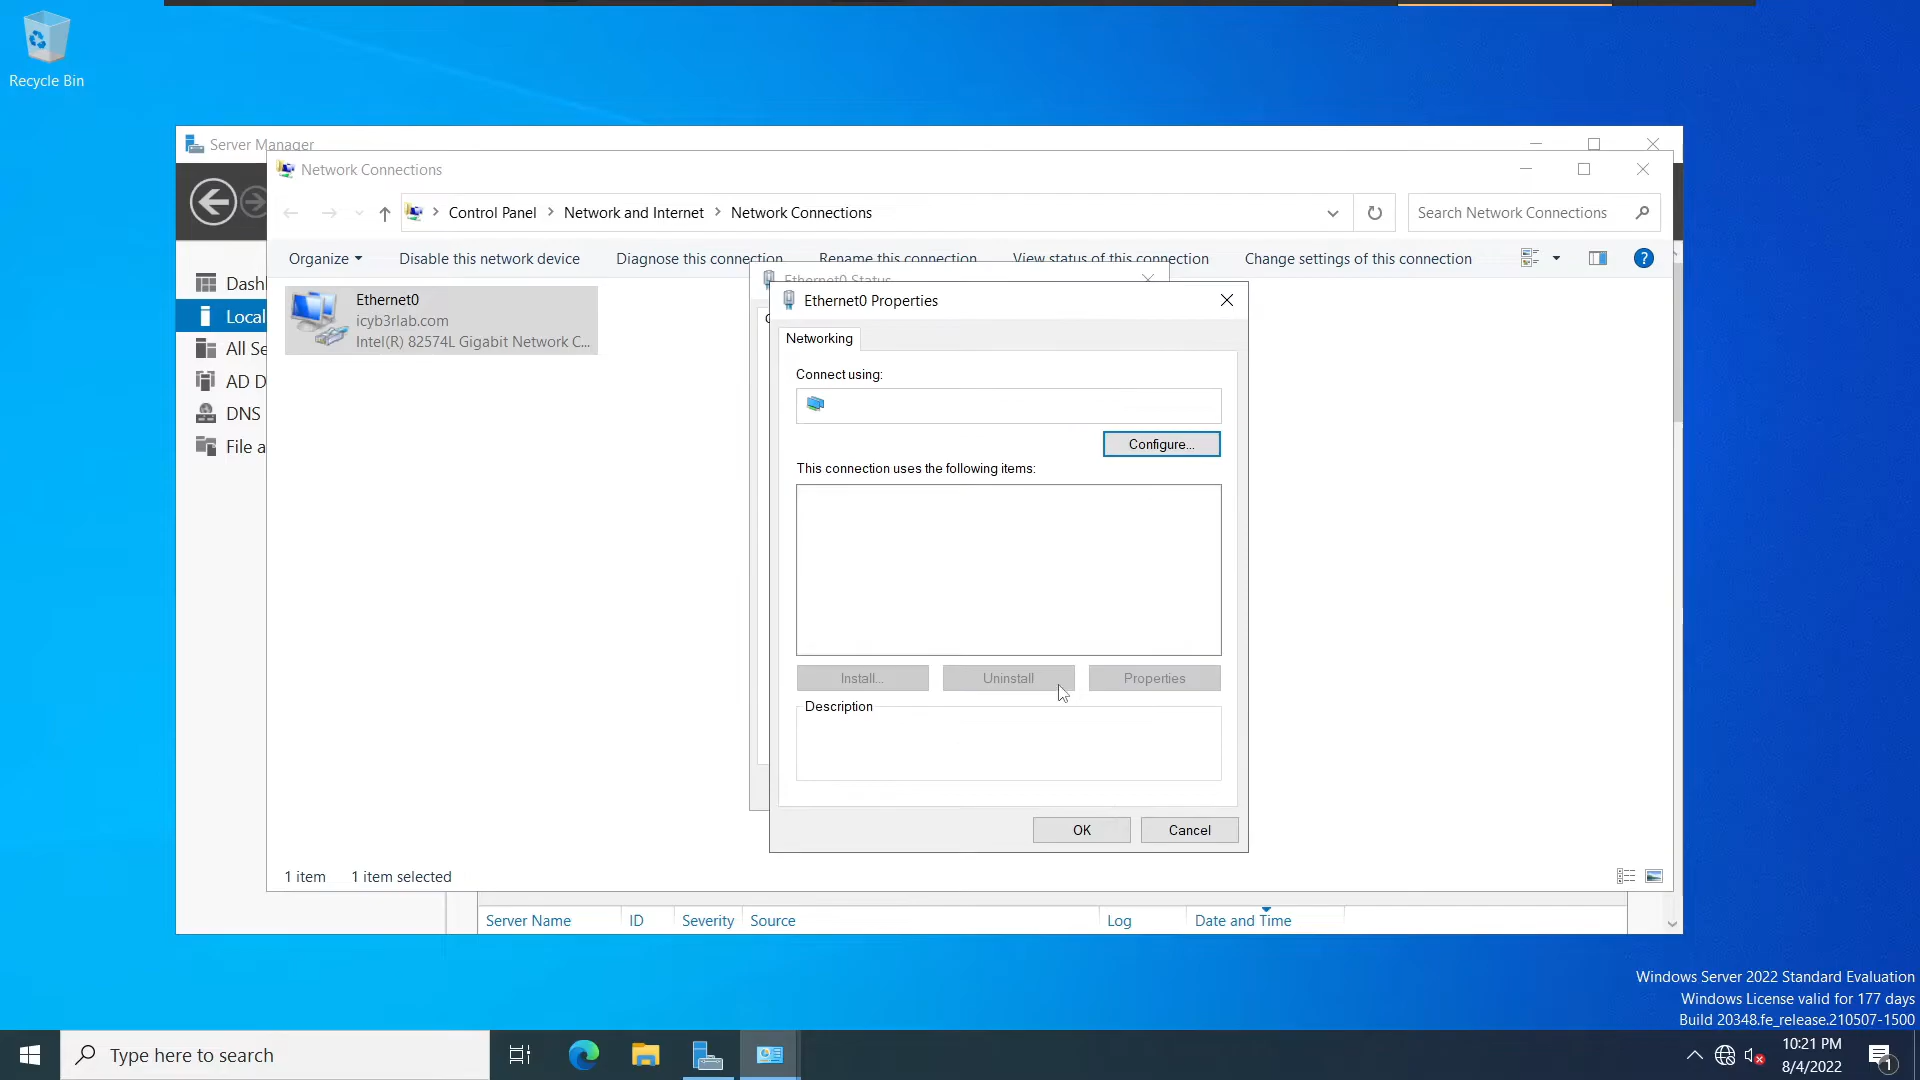 Recycle Bin
Server Manager
Network Connections
Control Panel
Network and Internet
Network Connections
Search Network Connections
Organize
Disable this network device
Diagnose this connection
Rename this connection
View status of this connection
Change settings of this connection
Ethernet0
icyb3rlab.com
Intel(R) 82574L Gigabit Network C...
Local
All Se
AD D
DNS
File a
Ethernet0 Status
Ethernet0 Properties
Networking
Connect using:
Configure...
This connection uses the following items:
Install...
Uninstall
Properties
Description
OK
Cancel
1 item
1 item selected
Server Name
ID
Severity
Source
Log
Date and Time
Windows Server 2022 Standard Evaluation
Windows License valid for 177 days
Build 20348.fe_release.210507-1500
Type here to search
10:21 PM
8/4/2022
1